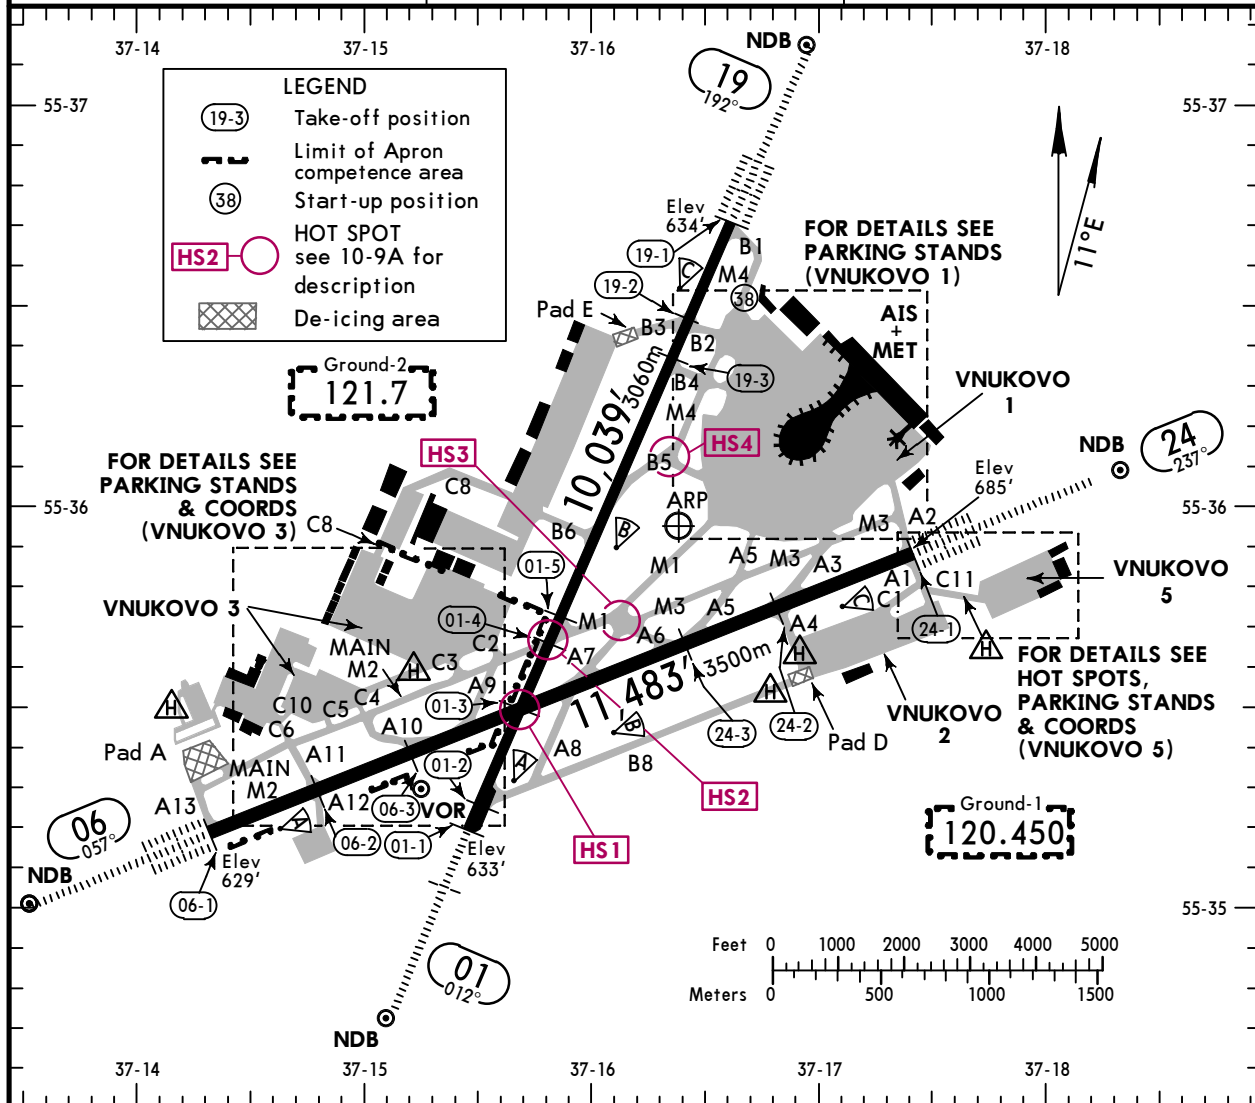 37-14
37-15
37-16
37-18
NDB
19
192°
55-37
55-37
LEGEND
19-3 Take-off position
Limit of Apron
competence area
38 Start-up position
HS2
HOT SPOT
see 10-9A for
description
De-icing area
11°E
Elev
634'
FOR DETAILS SEE
PARKING STANDS
(VNUKOVO 1)
19-1
B1
C
M4
19-2
38
Pad E
B3
AIS
+
MET
B2
Ground-2
121.7
10,039' 3060m
19-3
B4
M4
VNUKOVO
1
HS3
HS4
B5
NDB
24
237°
FOR DETAILS SEE
PARKING STANDS
& COORDS
(VNUKOVO 3)
C8
Elev
685'
ARP
55-36
55-36
C8
B6
B
M3
A2
01-5
A5
M3
A3
M1
A1
C11
VNUKOVO
5
VNUKOVO 3
01-4
M1
M3
A5
C
C1
24-1
MAIN
M2
H
C3
C2
A7
A6
A4
H
H
FOR DETAILS SEE
HOT SPOTS,
PARKING STANDS
& COORDS
(VNUKOVO 5)
11,483' 3500m
H
C10
C6
C5
C4
A9
01-3
H
24-2
VNUKOVO
2
Pad D
24-3
Pad A
A11
A10
B
A8
B8
MAIN
M2
01-2
A
HS2
A13
A12
06-3
VOR
06
057°
A
06-2
01-1
Elev
633'
HS1
Ground-1
120.450
NDB
Elev
629'
06-1
55-35
55-35
01
012°
Feet 0 1000 2000 3000 4000 5000
Meters 0 500 1000 1500
NDB
37-14
37-15
37-16
37-17
37-18